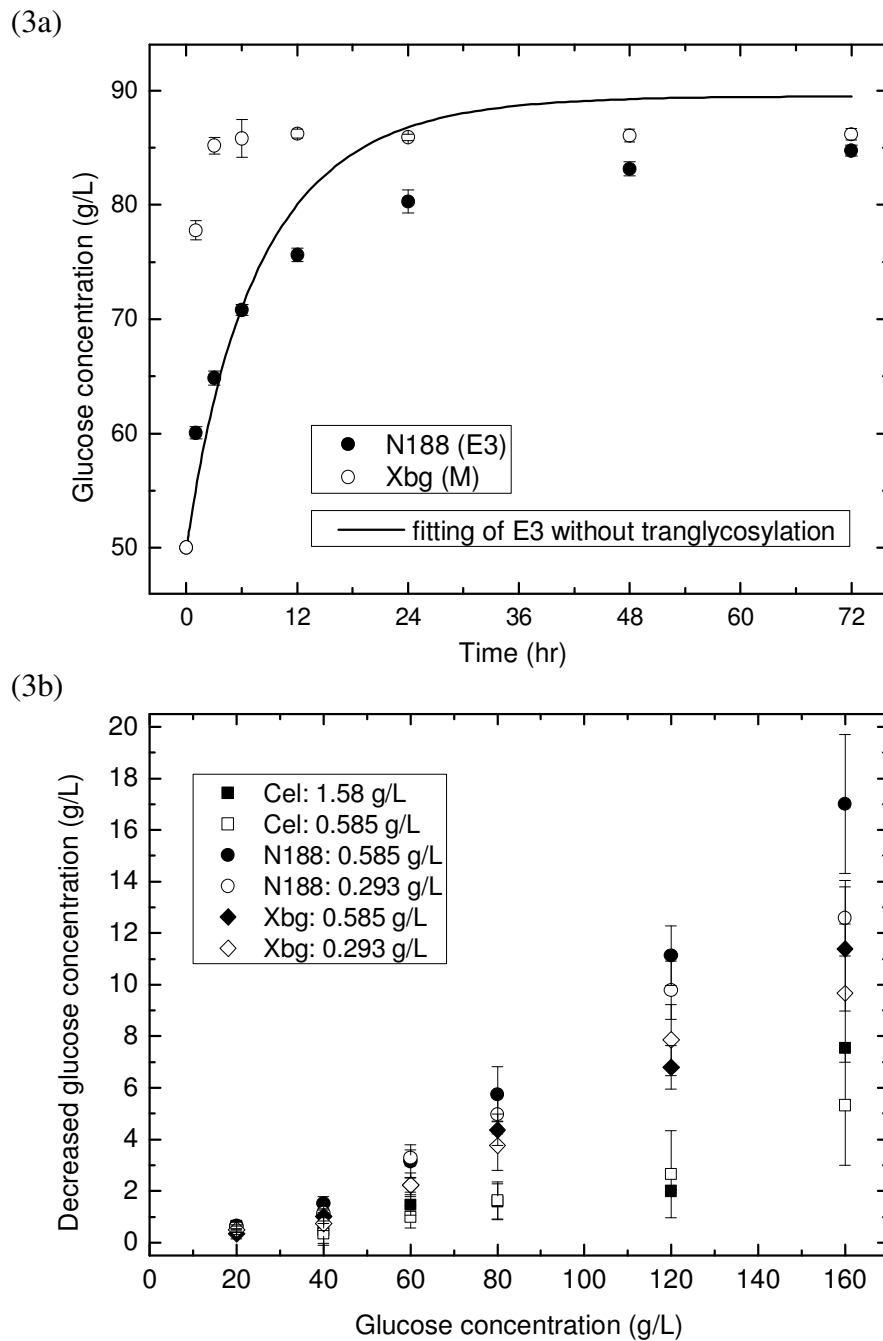 (3a)
90
80
70
60
50
Glucose concentration (g/L)
N188 (E3)
Xbg (M)
fitting of E3 without tranglycosylation
0 12 24 36 48 60 72
Time (hr)
(3b)
20
18
16
14
12
10
8
6
4
2
0
Decreased glucose concentration (g/L)
Cel: 1.58 g/L
Cel: 0.585 g/L
N188: 0.585 g/L
N188: 0.293 g/L
Xbg: 0.585 g/L
Xbg: 0.293 g/L
0 20 40 60 80 100 120 140 160
Glucose concentration (g/L)